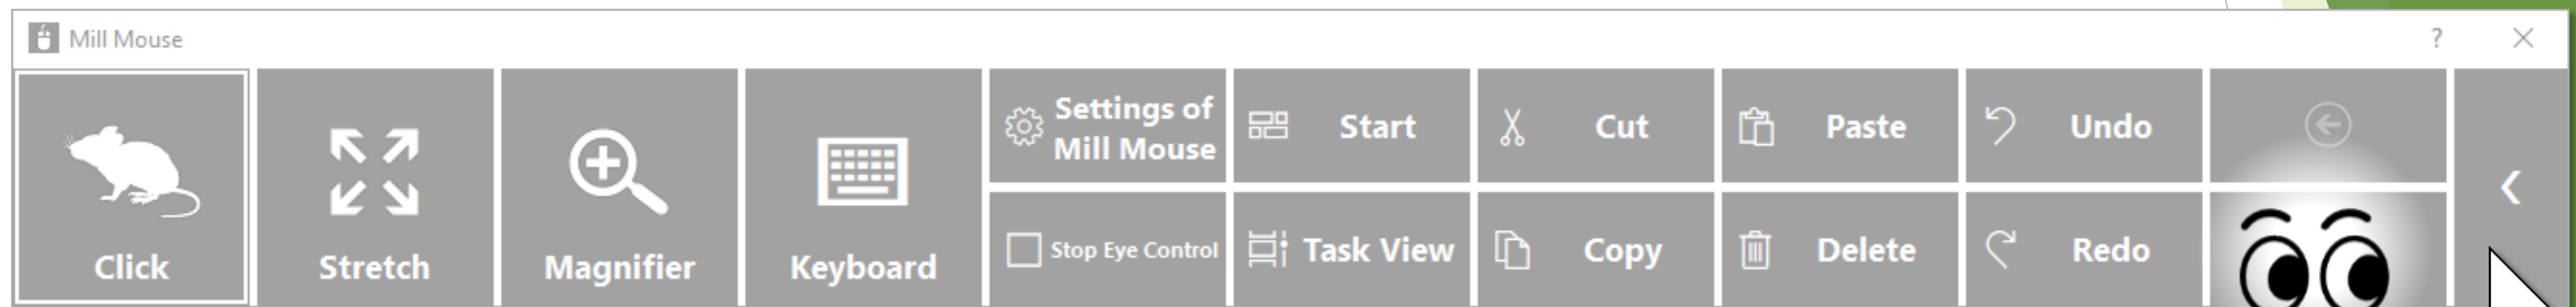 Mill Mouse
?
Click
Stretch
Magnifier
Keyboard
Settings of
Mill Mouse
Stop Eye Control
Start
Task View
Cut
Copy
Paste
Delete
Undo
Redo